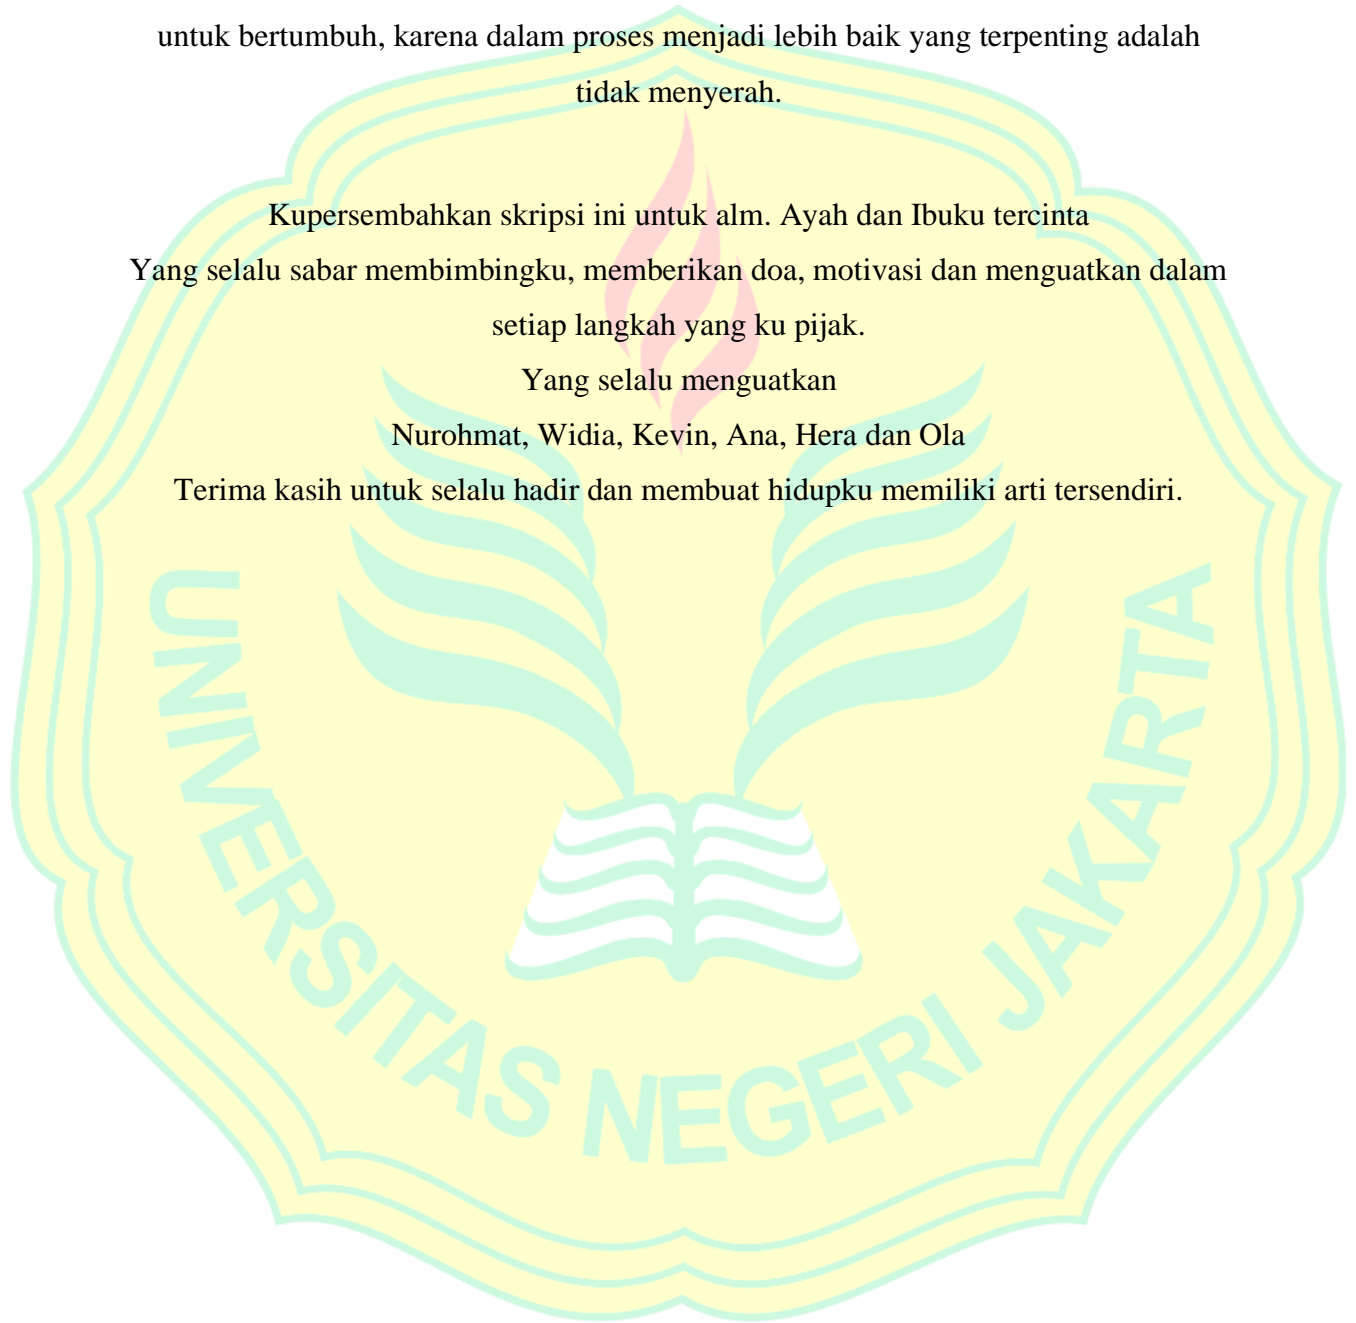 untuk bertumbuh, karena dalam proses menjadi lebih baik yang terpenting adalah
tidak menyerah.
Kupersembahkan skripsi ini untuk alm. Ayah dan Ibuku tercinta
Yang selalu sabar membimbingku, memberikan doa, motivasi dan menguatkan dalam
setiap langkah yang ku pijak.
Yang selalu menguatkan
Nurohmat, Widia, Kevin, Ana, Hera dan Ola
Terima kasih untuk selalu hadir dan membuat hidupku memiliki arti tersendiri.
UNIVERSITAS NEGERI JAKARTA